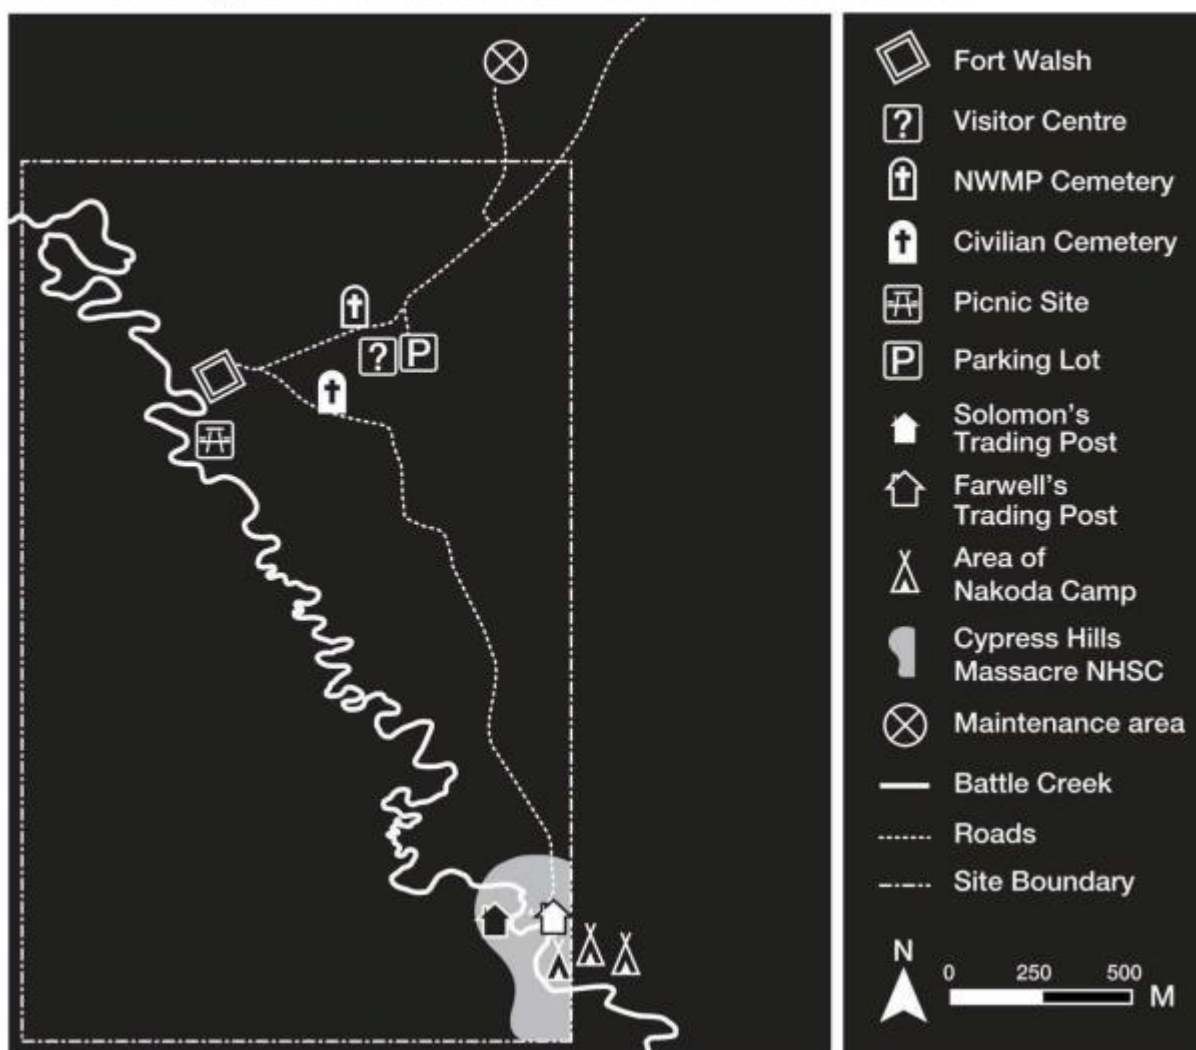 ?
P
Fort Walsh
? Visitor Centre
NWMP Cemetery
Civilian Cemetery
Picnic Site
P Parking Lot
Solomon's
Trading Post
Farwell's
Trading Post
Area of
Nakoda Camp
Cypress Hills
Massacre NHSC
Maintenance area
Battle Creek
Roads
Site Boundary
N
0 250 500
M